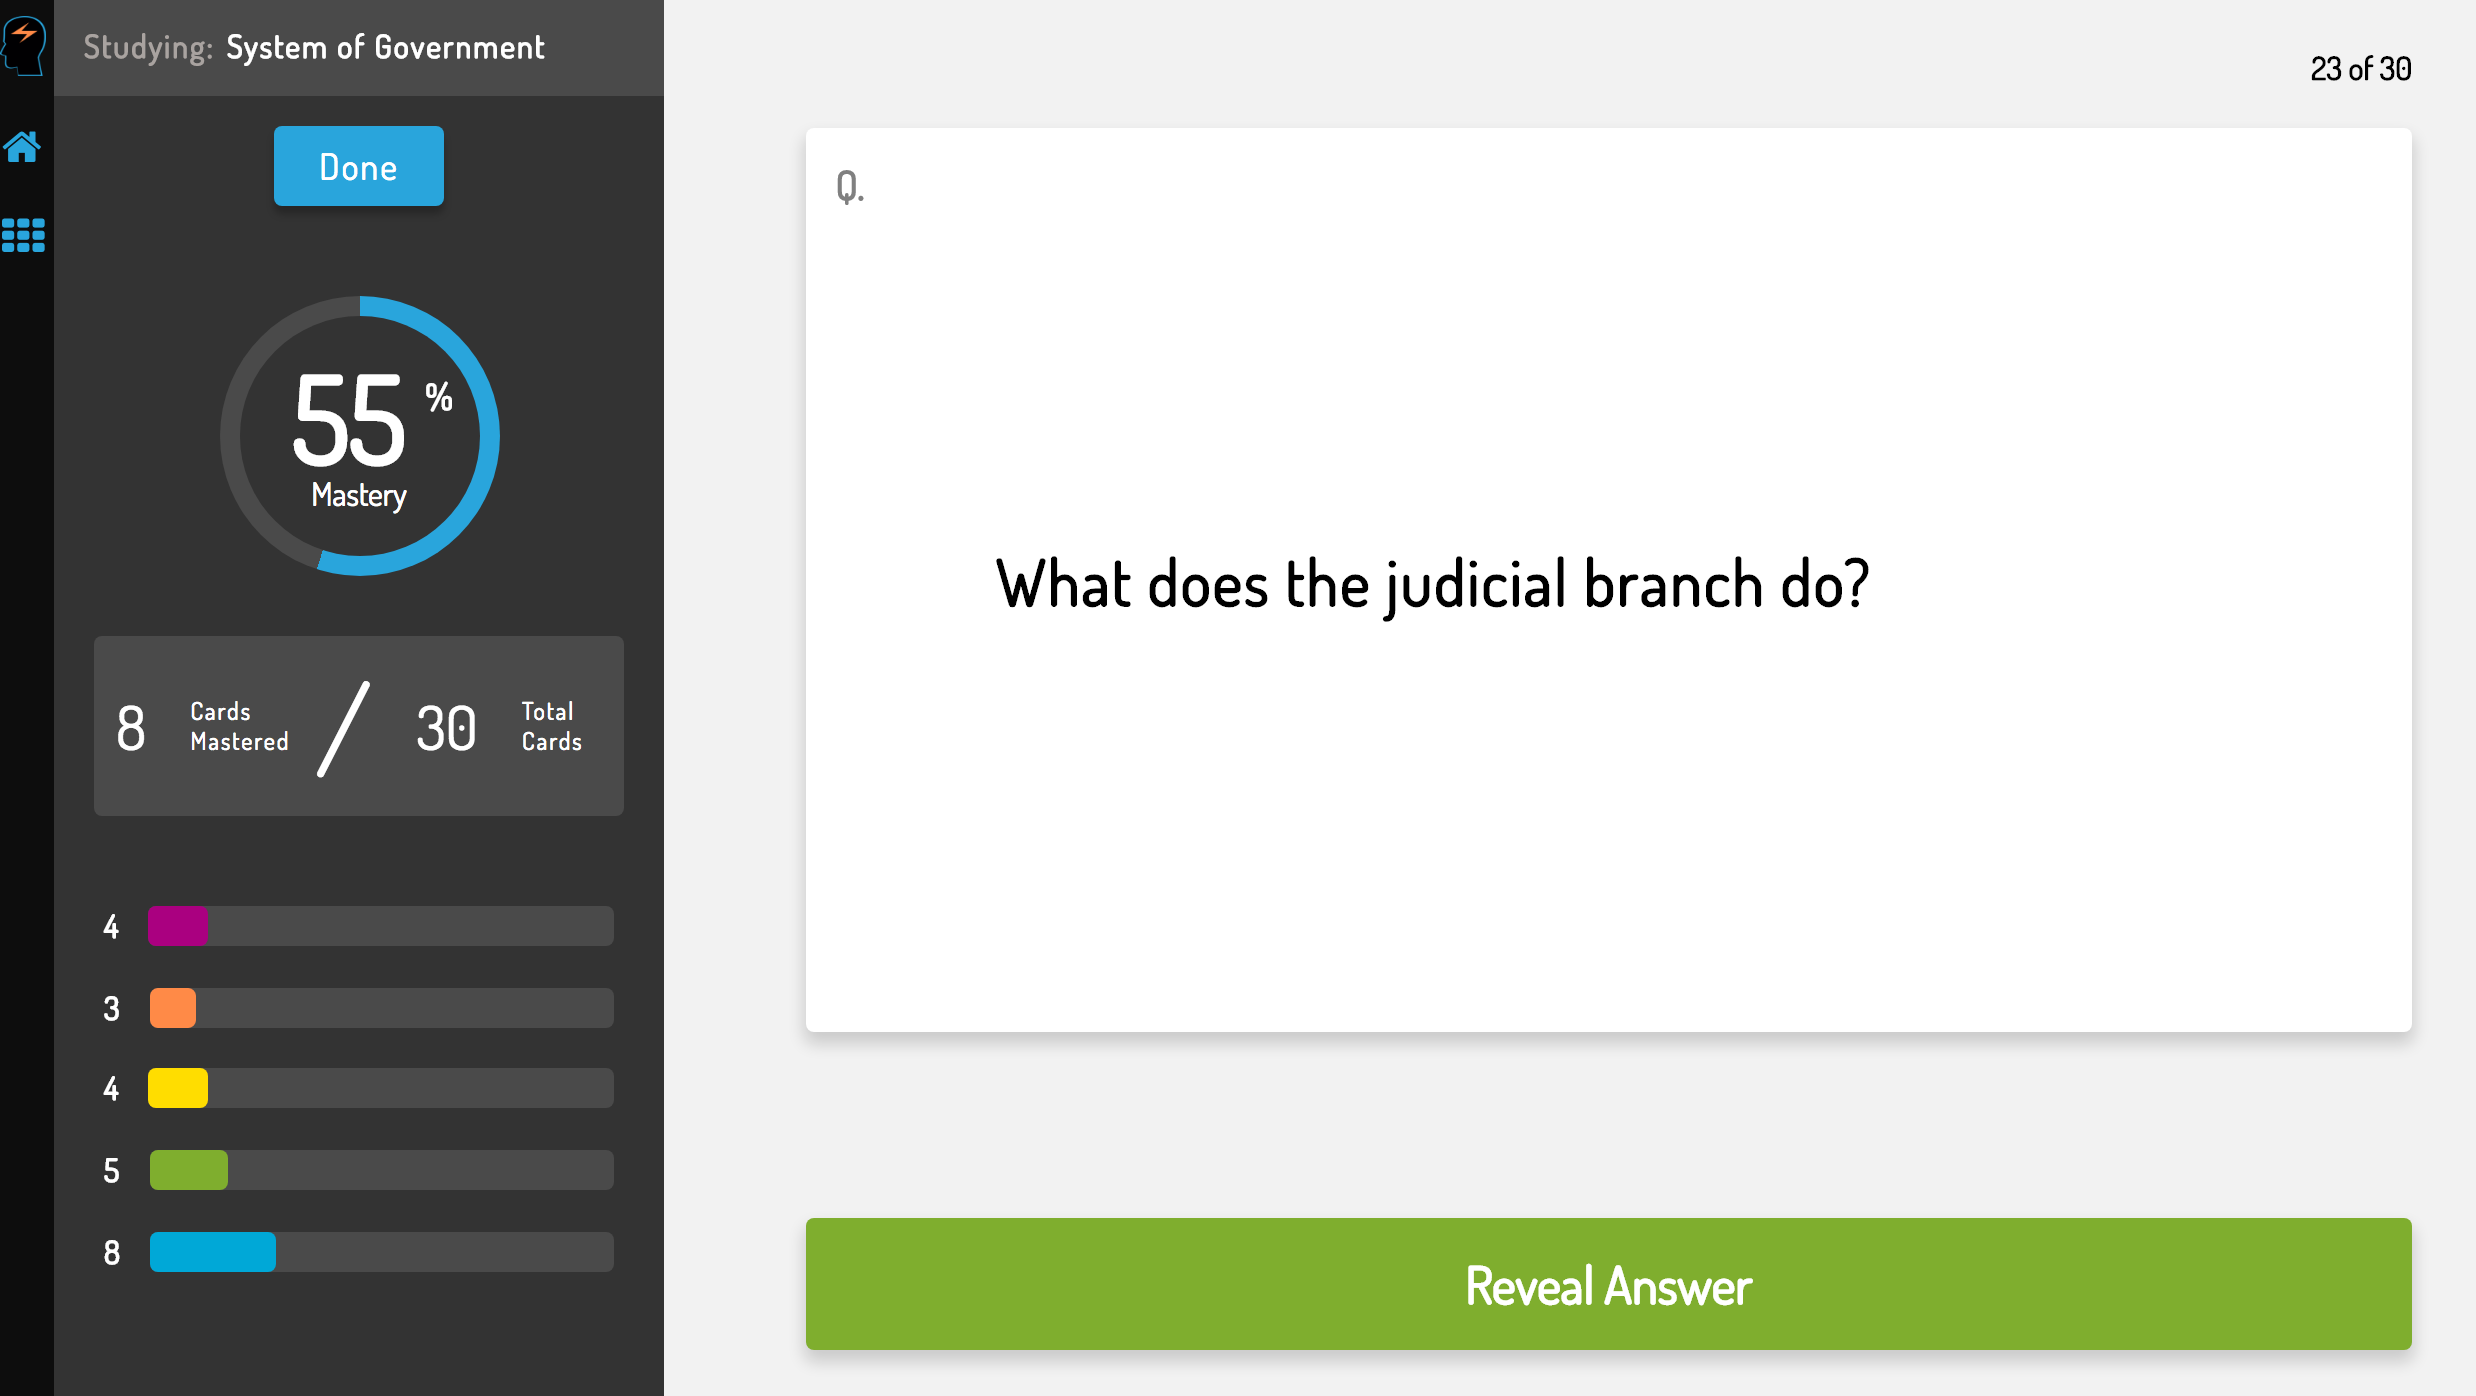 Studying: System of Government
Done
55 %
Mastery
8 Cards Mastered / 30 Total Cards
4
3
4
5
8
23 of 30
Q.
What does the judicial branch do?
Reveal Answer